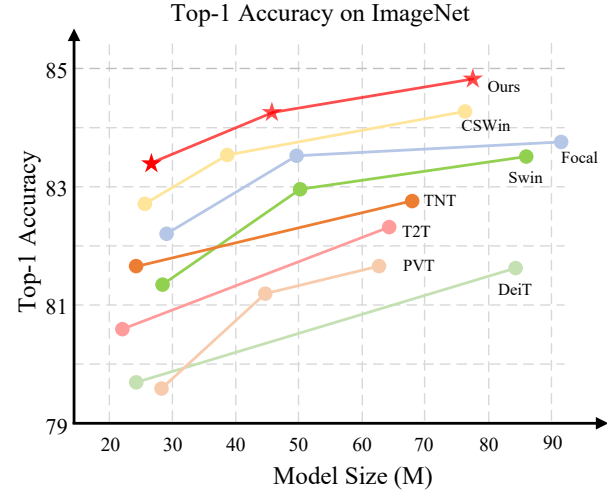 Top-1 Accuracy on ImageNet
85
Ours
CSWin
Focal
83
Swin
TNT
T2T
PVT
81
DeiT
79
Top-1 Accuracy
20 30 40 50 60 70 80 90
Model Size (M)